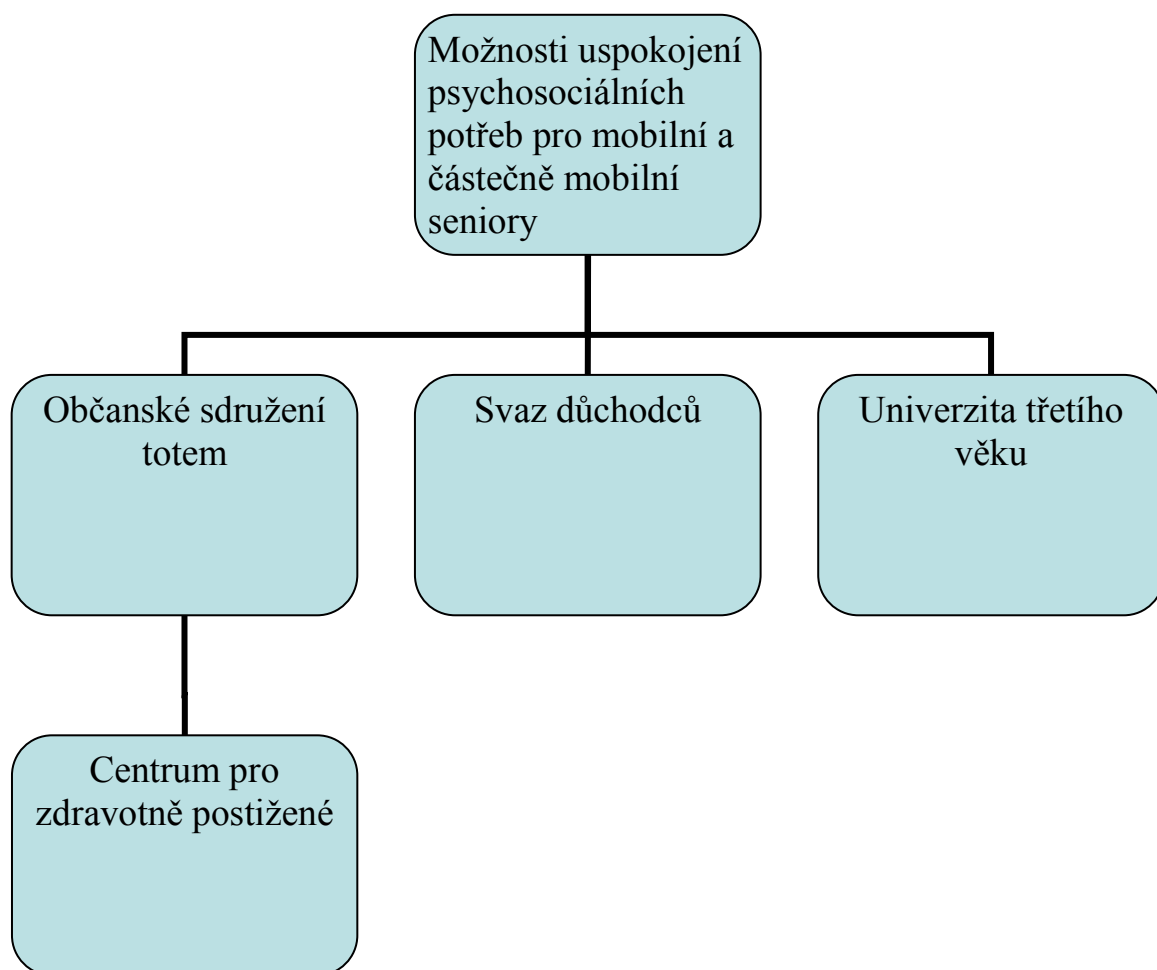 Možnosti uspokojení
psychosociálních
potřeb pro mobilní a
částečně mobilní
seniory
Občanské sdružení
totem
Svaz důchodců
Univerzita třetího
věku
Centrum pro
zdravotně postižené